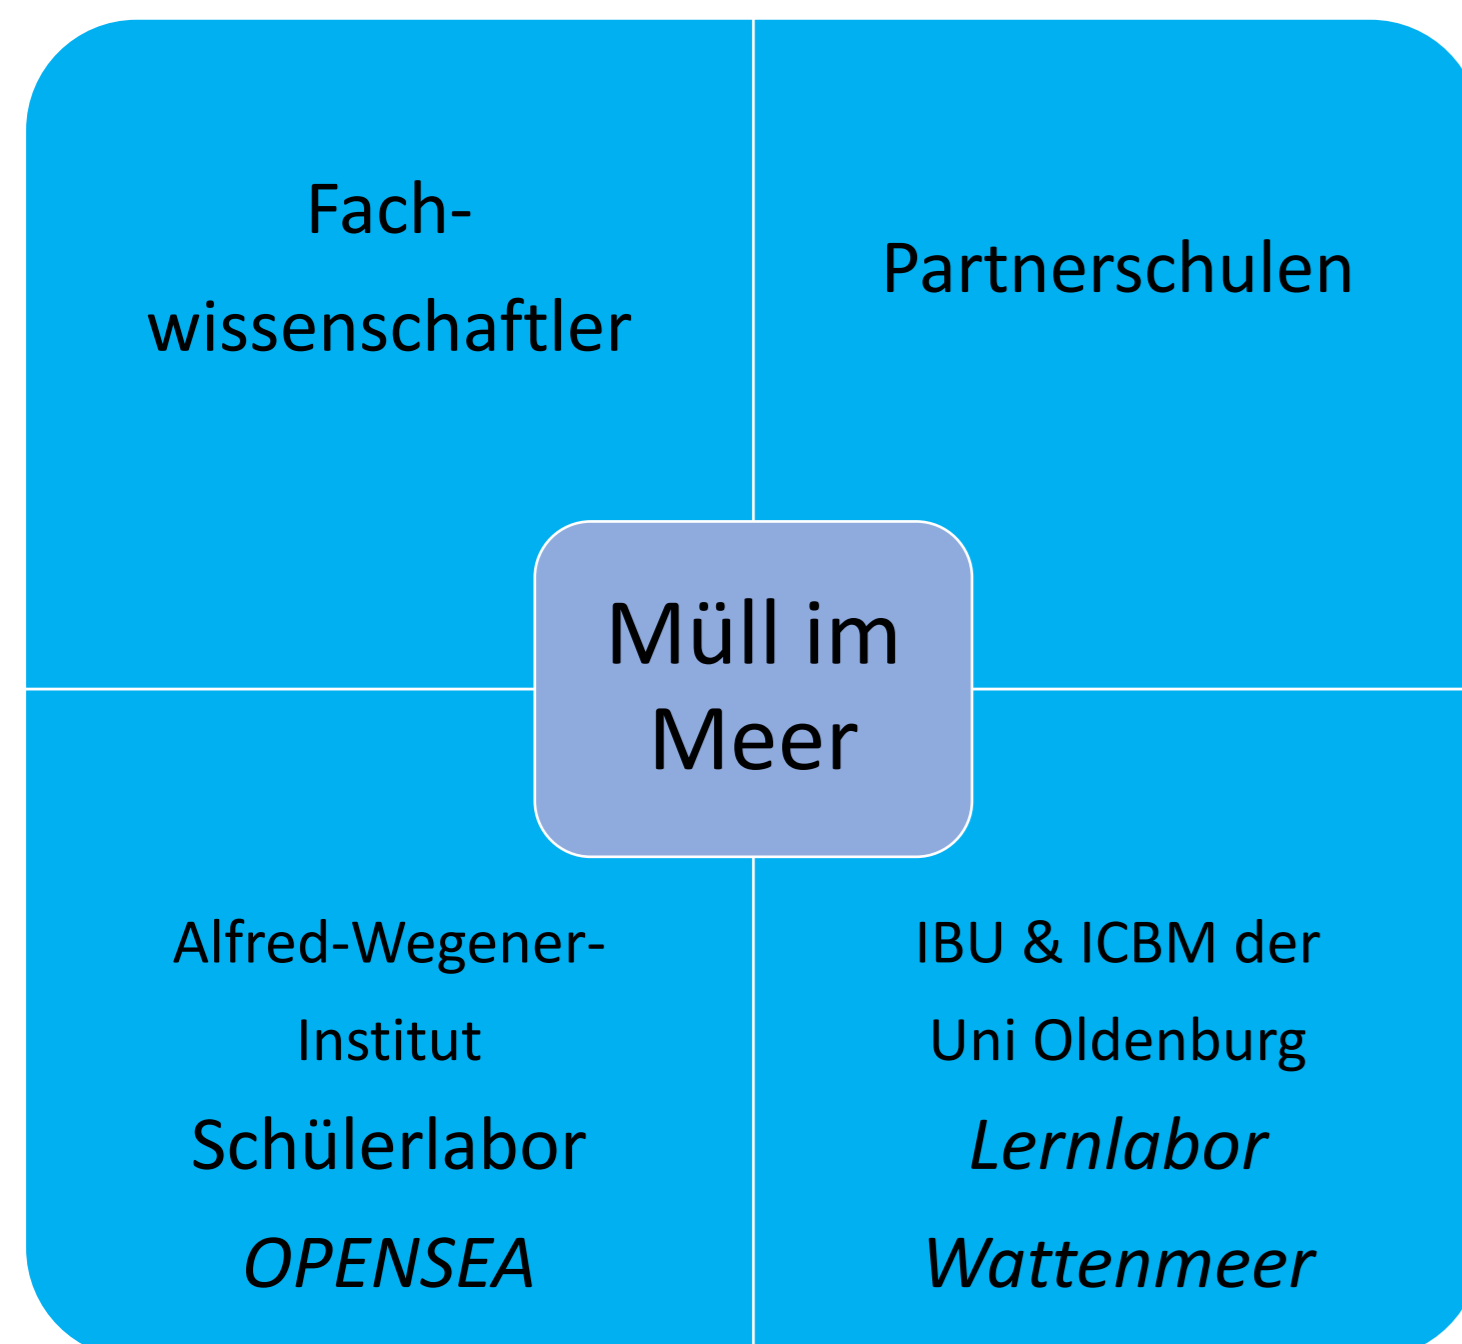 Fach-
wissenschaftler
Partnerschulen
Müll im
Meer
Alfred-Wegener-
Institut
Schülerlabor
OPENSEA
IBU & ICBM der
Uni Oldenburg
Lernlabor
Wattenmeer